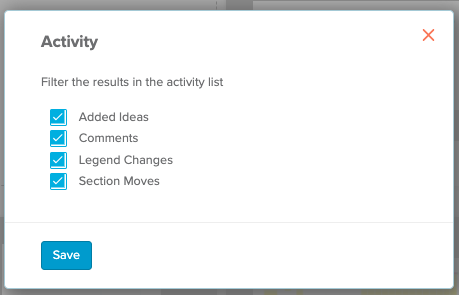 Activity
Filter the results in the activity list
Added Ideas
Comments
Legend Changes
Section Moves
Save